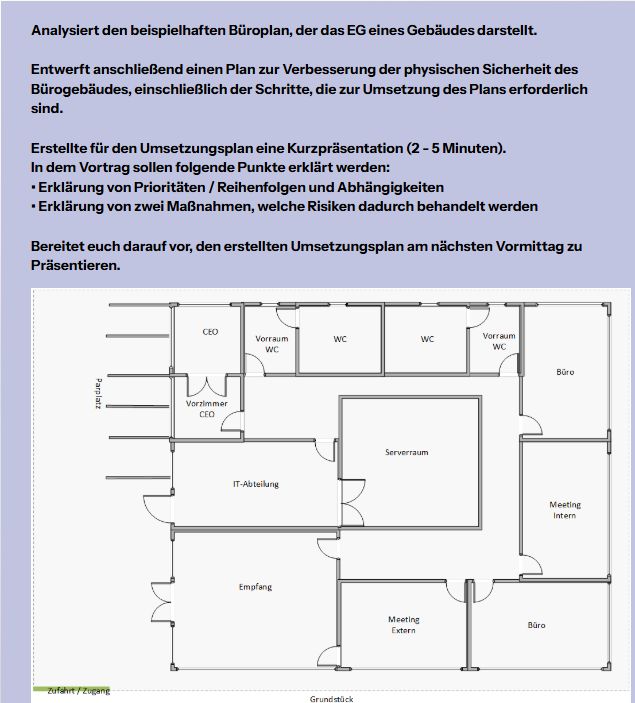 Analysiert den beispielhaften Büroplan, der das EG eines Gebäudes darstellt.
Entwerft anschließend einen Plan zur Verbesserung der physischen Sicherheit des
Bürogebäudes, einschließlich der Schritte, die zur Umsetzung des Plans erforderlich
sind.
Erstellte für den Umsetzungsplan eine Kurzpräsentation (2 - 5 Minuten).
In dem Vortrag sollen folgende Punkte erklärt werden:
• Erklärung von Prioritäten / Reihenfolgen und Abhängigkeiten
• Erklärung von zwei Maßnahmen, welche Risiken dadurch behandelt werden
Bereitet euch darauf vor, den erstellten Umsetzungsplan am nächsten Vormittag zu
Präsentieren.
CEO
Vorraum
WC
WC
WC
Vorraum
WC
Büro
Parplatz
Vorzimmer
CEO
Serverraum
IT-Abteilung
Meeting
Intern
Empfang
Meeting
Extern
Büro
Zufahrt / Zugang
Grundstück